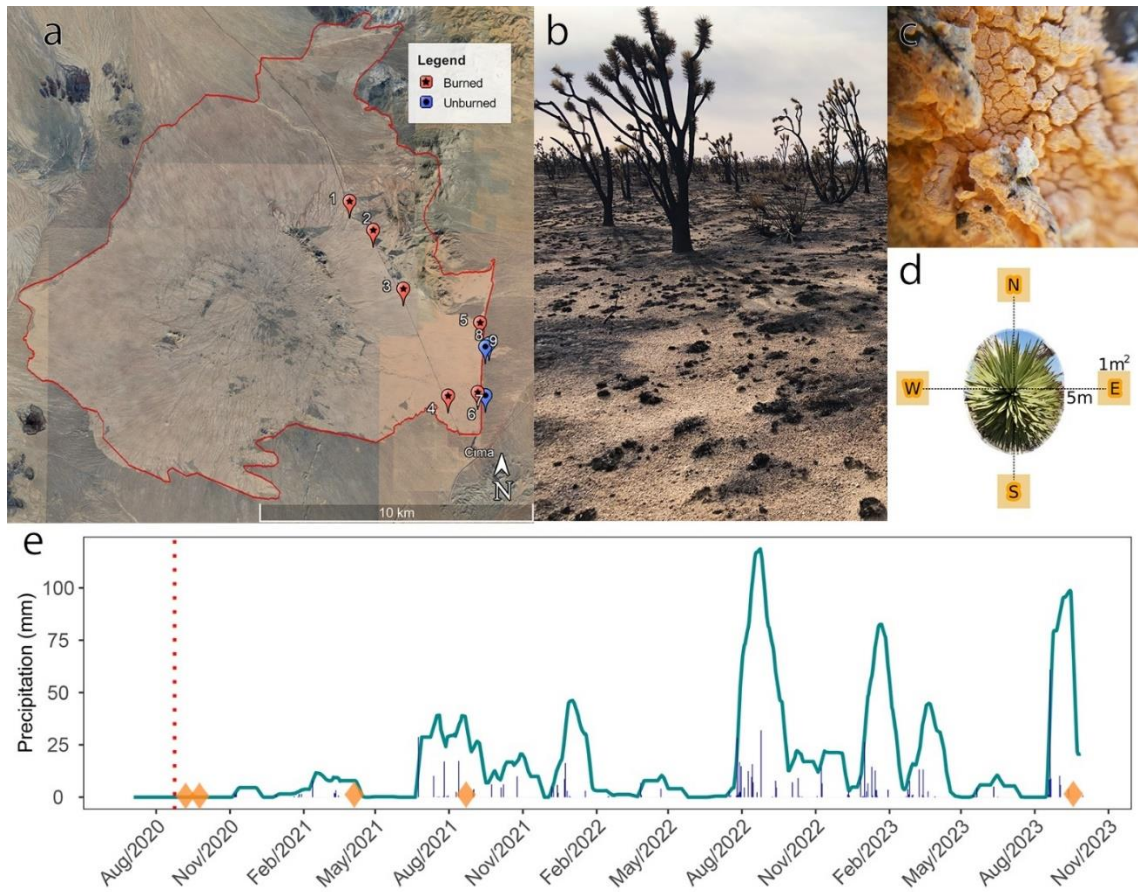 a
Legend
Burned
Unburned
1
2
3
5
8
9
4
7
6
Cima
N
10 km
b
c
d
N
W
E
1m²
5m
S
e
Precipitation (mm)
100
75
50
25
0
Aug/2020
Nov/2020
Feb/2021
May/2021
Aug/2021
Nov/2021
Feb/2022
May/2022
Aug/2022
Nov/2022
Feb/2023
May/2023
Aug/2023
Nov/2023